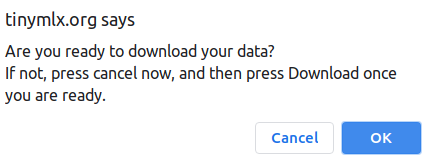 tinymlx.org says
Are you ready to download your data?
If not, press cancel now, and then press Download once
you are ready.
Cancel
OK